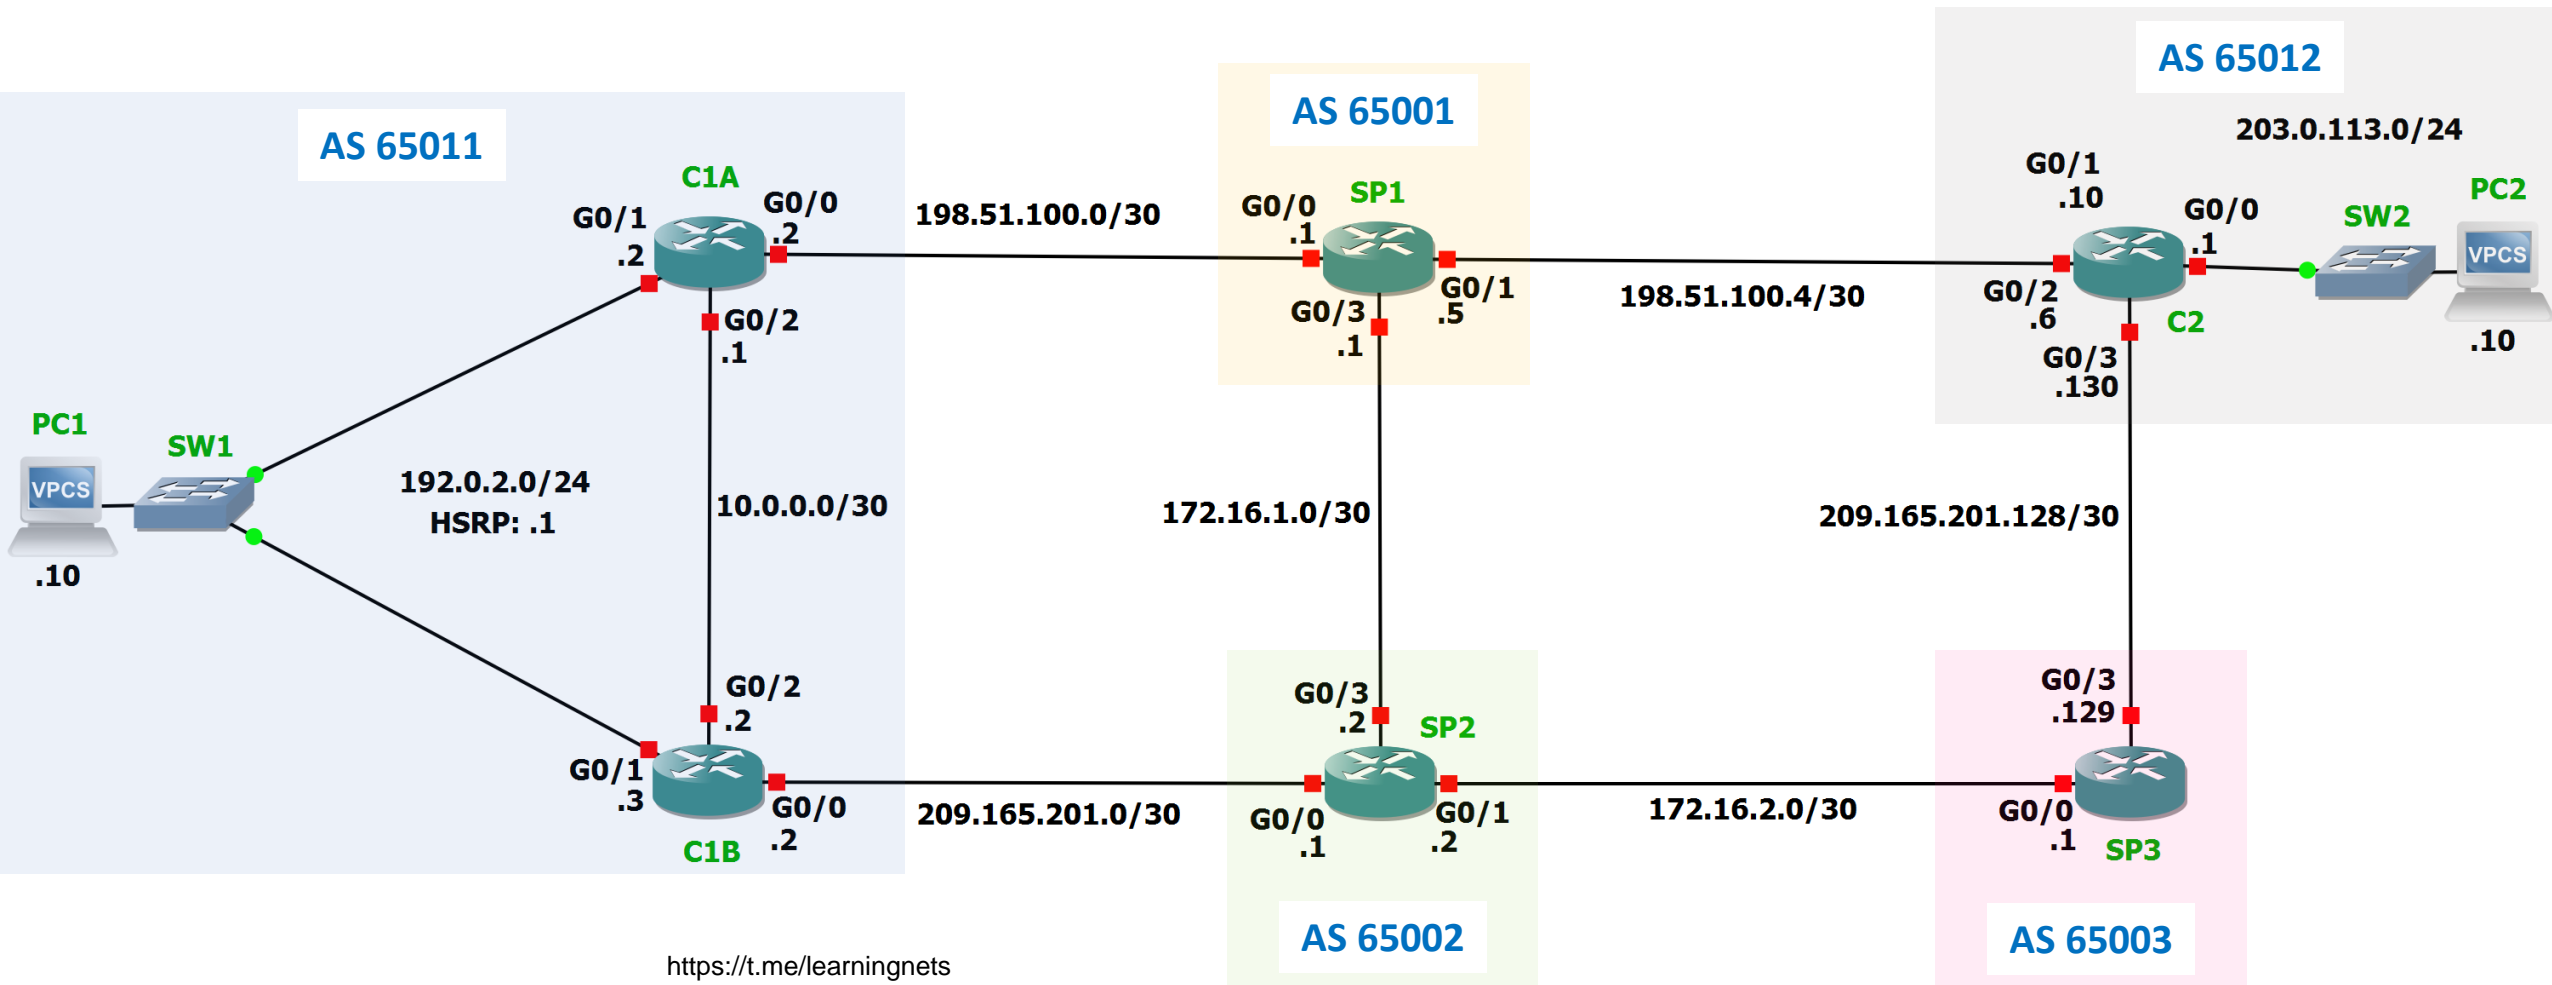 AS 65011
C1A
G0/1
.2
G0/0
.2
198.51.100.0/30
G0/2
.1
PC1
SW1
VPCS
.10
192.0.2.0/24
HSRP: .1
10.0.0.0/30
G0/2
.2
G0/1
.3
C1B
G0/0
.2
209.165.201.0/30
AS 65001
SP1
G0/0
.1
G0/1
.5
G0/3
.1
198.51.100.4/30
172.16.1.0/30
G0/3
.2
SP2
G0/0
.1
G0/1
.2
172.16.2.0/30
AS 65002
AS 65012
203.0.113.0/24
G0/1
.10
G0/0
.1
SW2
PC2
VPCS
.10
G0/2
.6
C2
G0/3
.130
209.165.201.128/30
G0/3
.129
G0/0
.1
SP3
AS 65003
https://t.me/learningnets